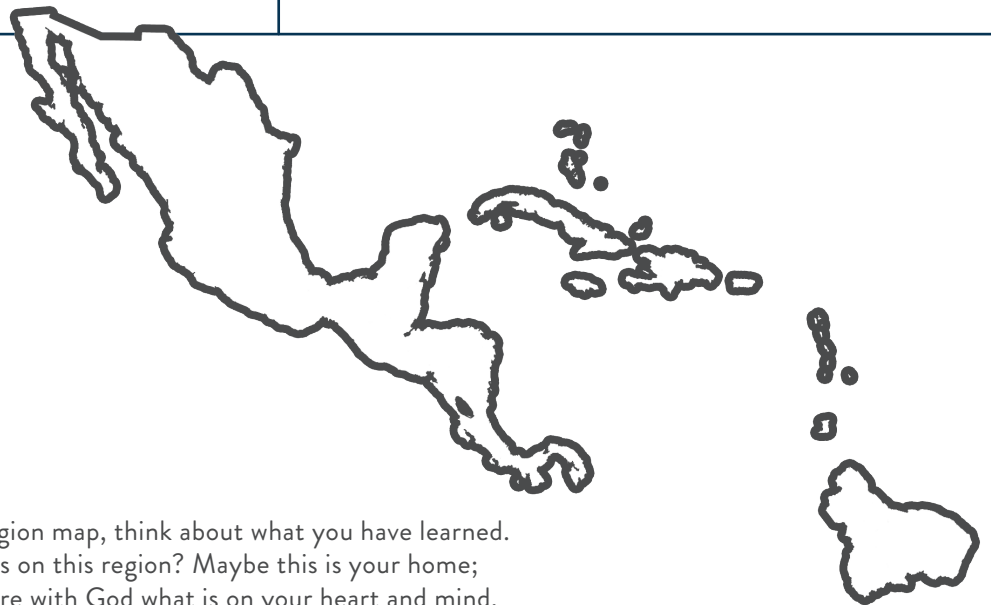 gion map, think about what you have learned.
s on this region? Maybe this is your home;
re with God what is on your heart and mind.